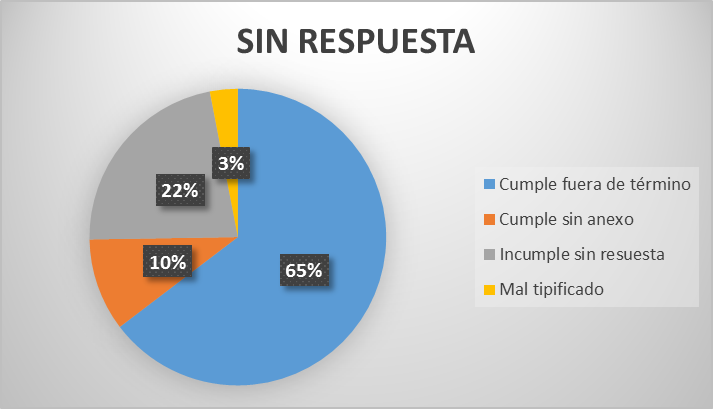 SIN RESPUESTA
3%
22%
10%
65%
Cumple fuera de término
Cumple sin anexo
Incumple sin resuesta
Mal tipificado